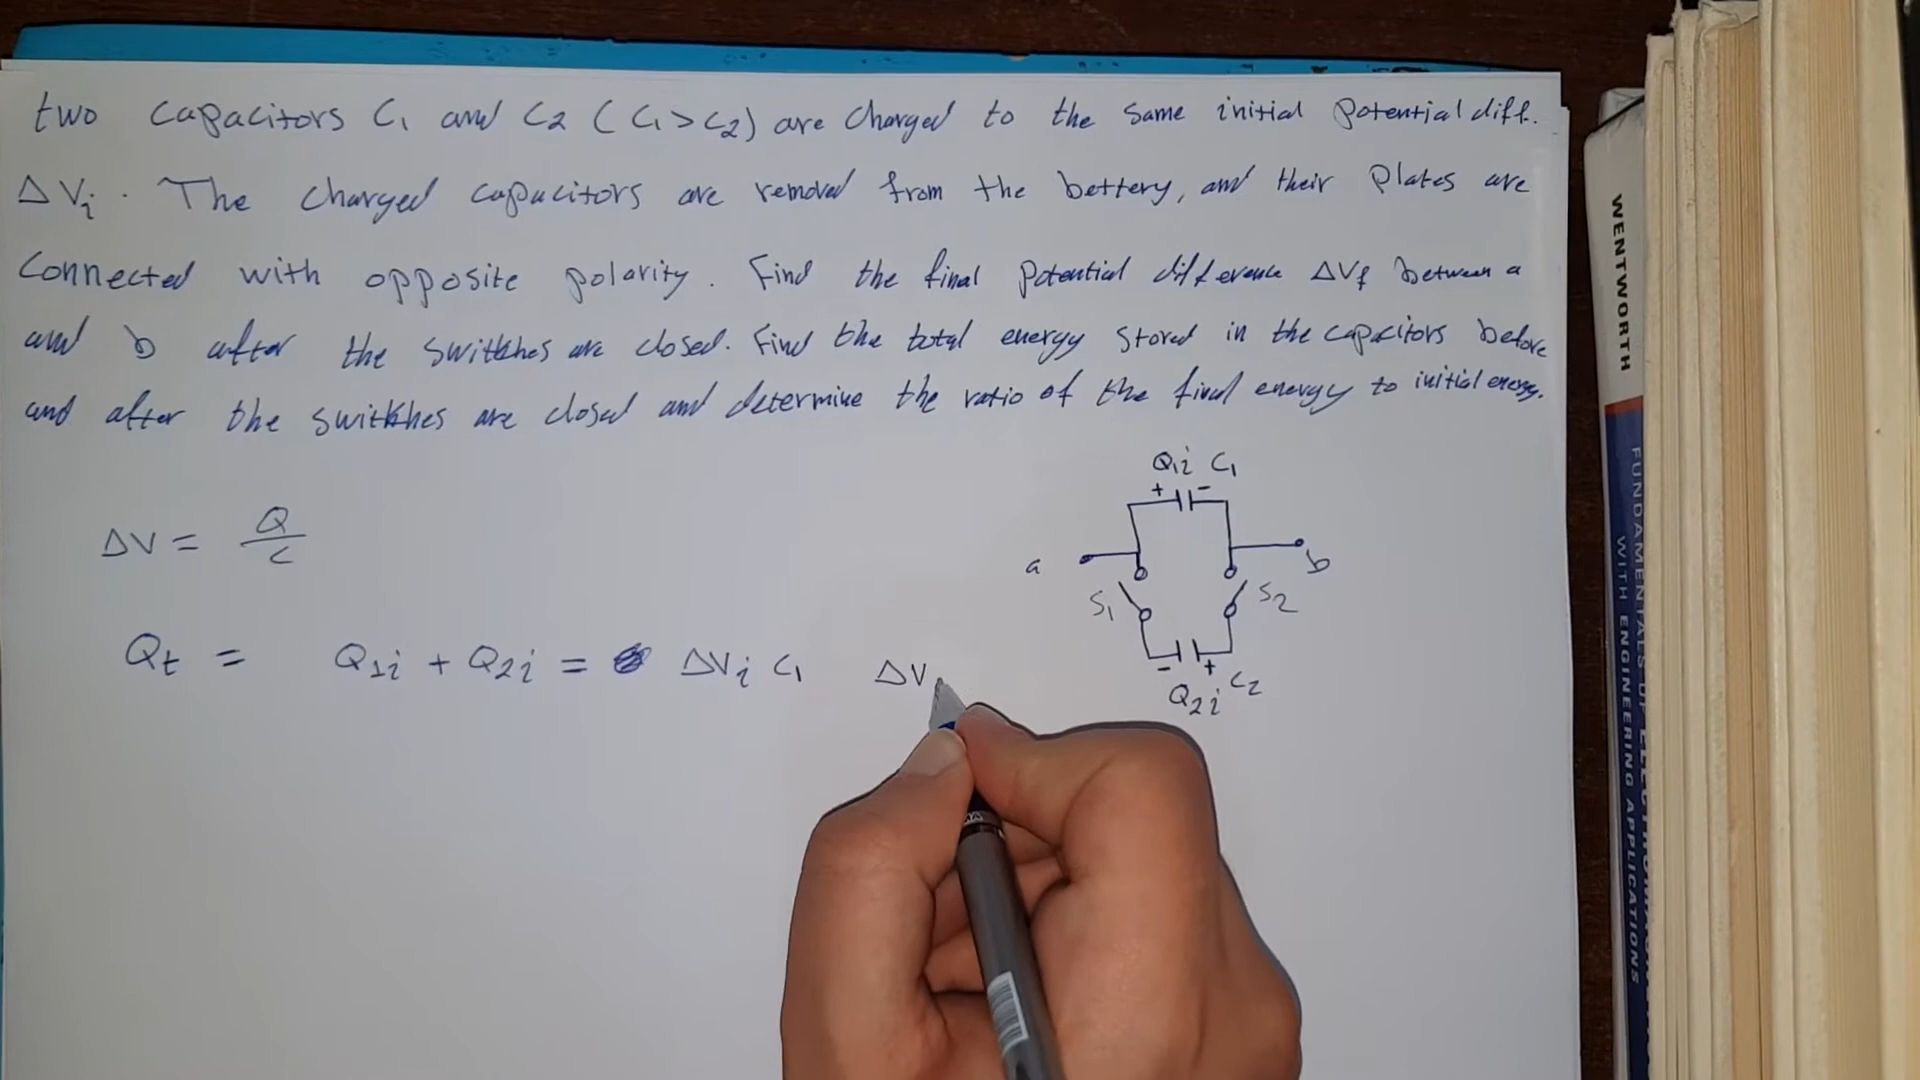 two capacitors C1 and C2 (C1>C2) are charged to the same initial potential diff.
ΔVi. The charged capacitors are removed from the bettery, and their plates are
connected with opposite polarity. Find the final potential difference ΔVf between a
and b after the switches are closed. Find the total energy stored in the capacitors before
and after the switches are closed and determine the ratio of the final energy to initial energy.
Q1i C1
+ -
ΔV = Q/C
a
b
S1
S2
Qt = Q1i + Q2i = ΔVi C1 ΔV
- +
Q2i C2
WENTWORTH
FUNDAMENTALS OF
WITH ENGINEERING APPLICATIONS